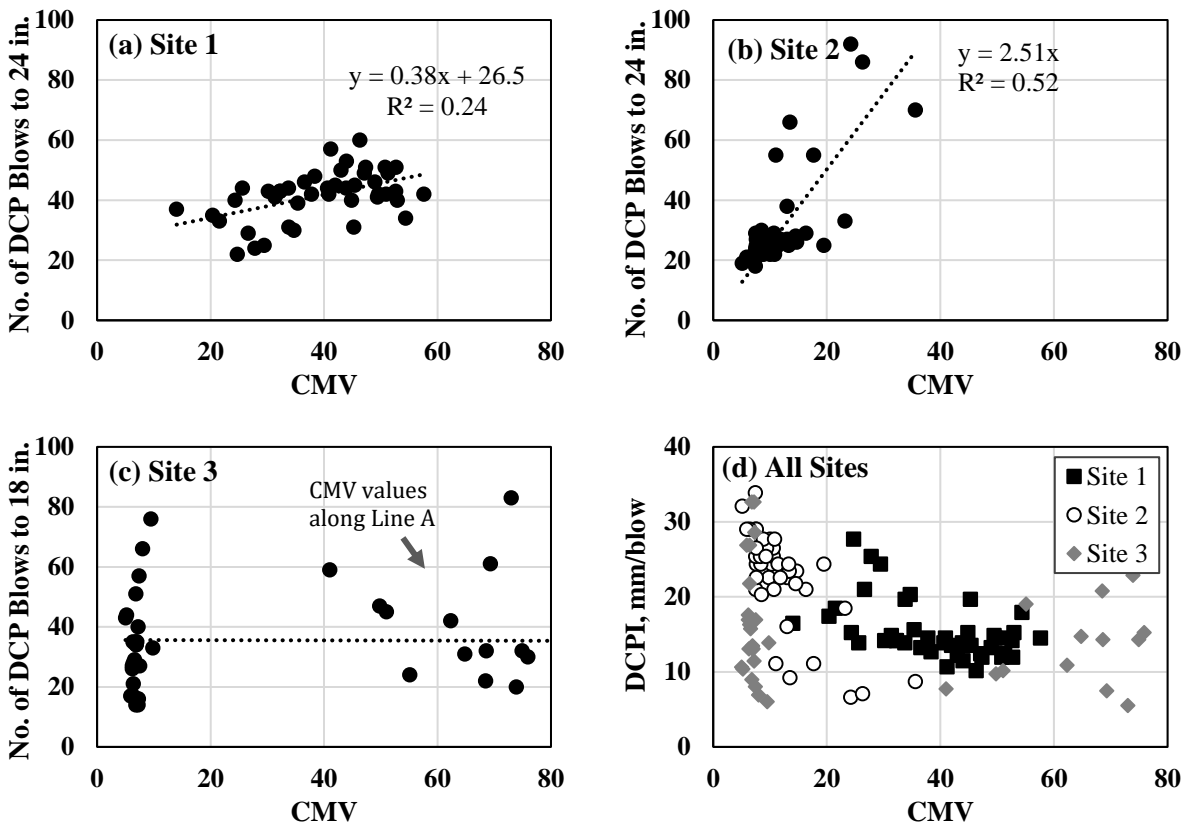 No. of DCP Blows to 24 in.
100
80
60
40
20
0
(a) Site 1
y = 0.38x + 26.5
R² = 0.24
0 20 40 60 80
CMV
No. of DCP Blows to 24 in.
100
80
60
40
20
0
(b) Site 2
y = 2.51x
R² = 0.52
0 20 40 60 80
CMV
No. of DCP Blows to 18 in.
100
80
60
40
20
0
(c) Site 3
CMV values
along Line A
0 20 40 60 80
CMV
DCPI, mm/blow
40
30
20
10
0
(d) All Sites
Site 1
Site 2
Site 3
0 20 40 60 80
CMV